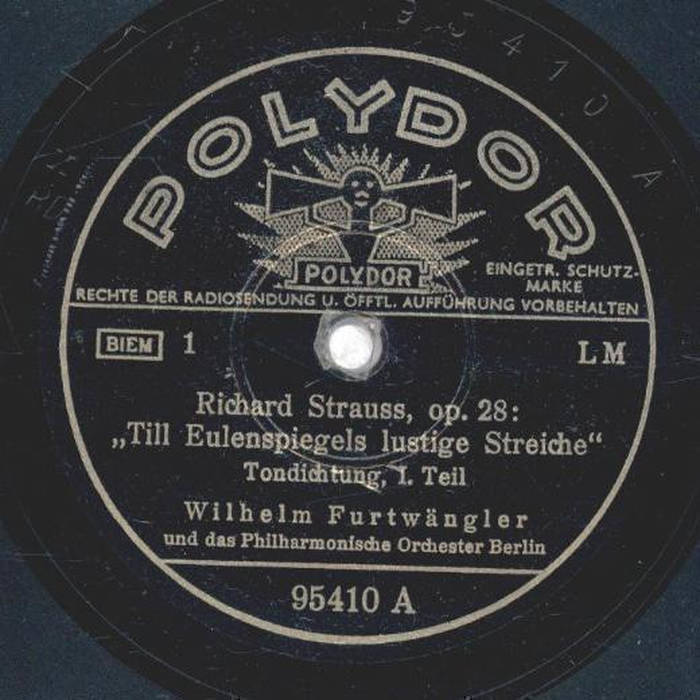 95410 A
POLYDOR
POLYDOR
EINGETR. SCHUTZ-
MARKE
RECHTE DER RADIOSENDUNG U. ÖFFTL. AUFFÜHRUNG VORBEHALTEN
BIEM 1
LM
Richard Strauss, op. 28:
„Till Eulenspiegels lustige Streiche“
Tondichtung, I. Teil
Wilhelm Furtwängler
und das Philharmonische Orchester Berlin
95410 A